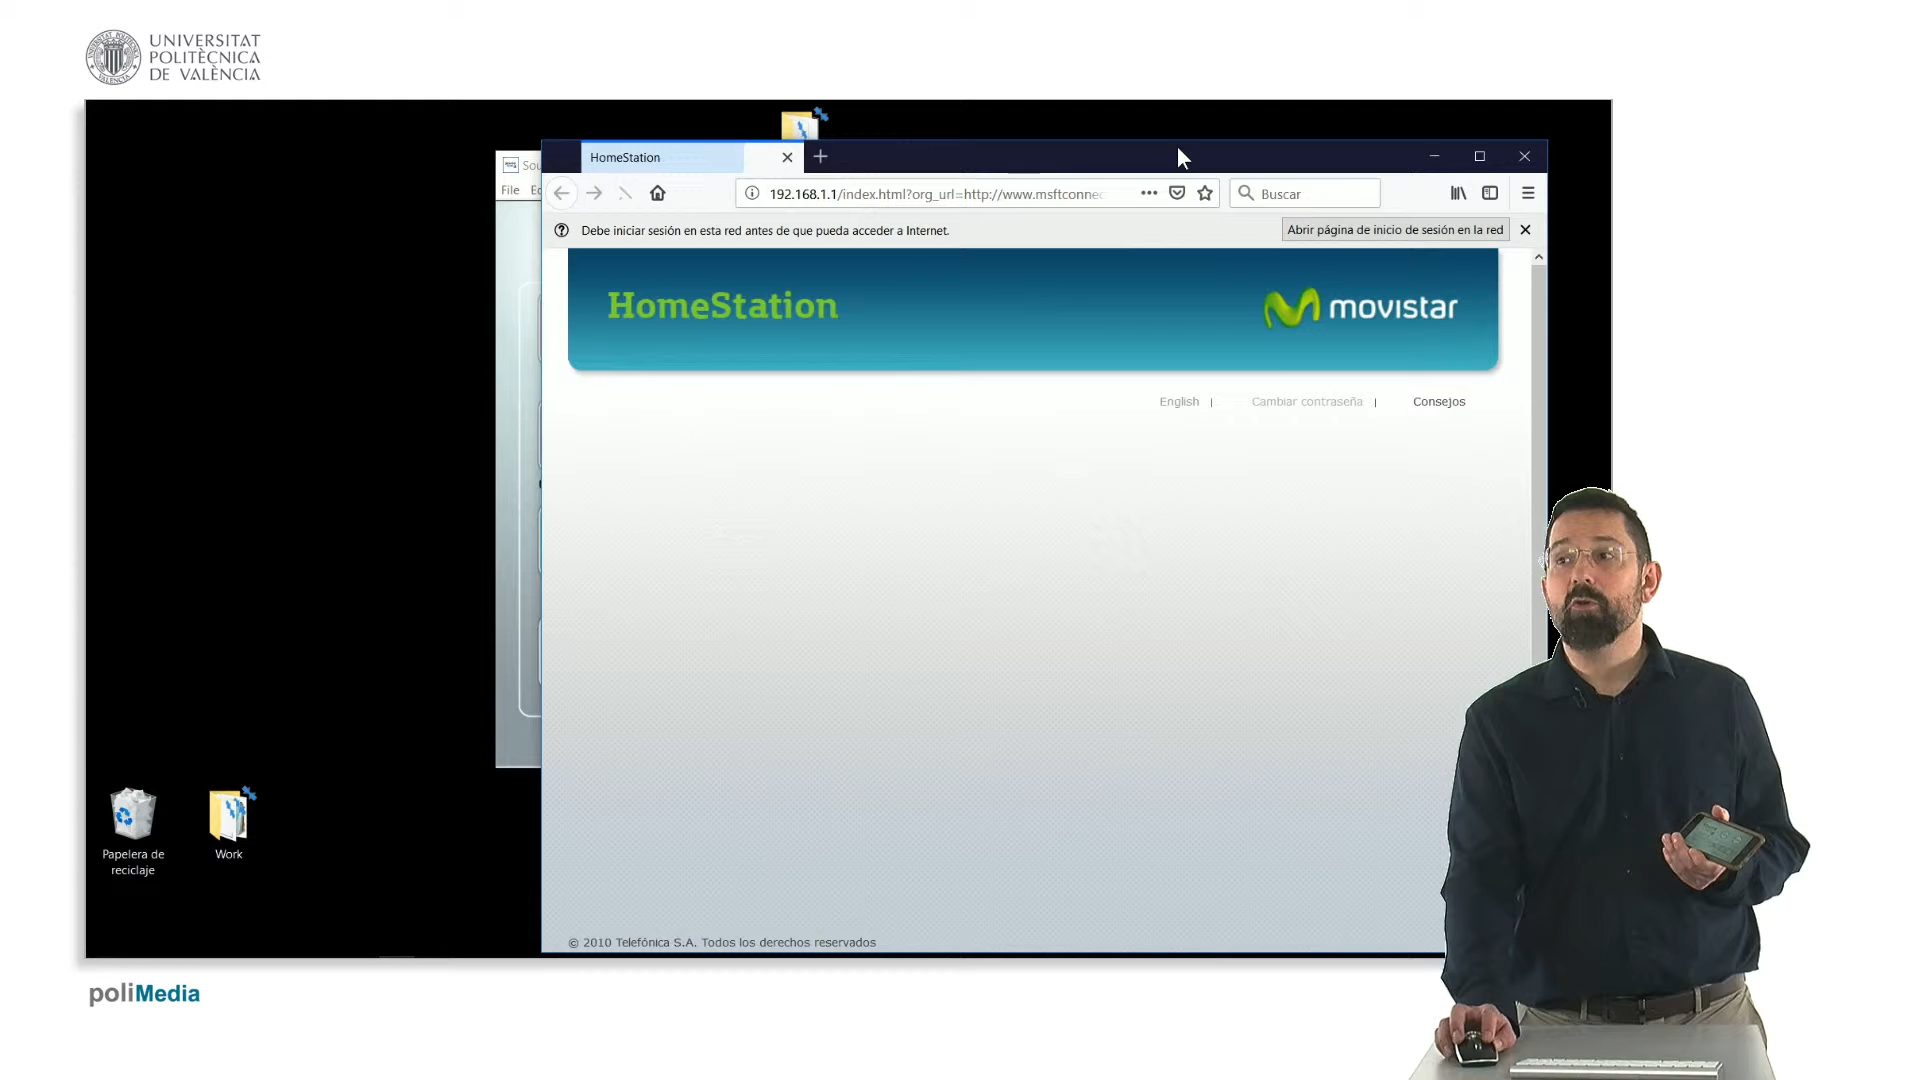 UNIVERSITAT
POLITÈCNICA
DE VALÈNCIA
HomeStation
Sou
File
192.168.1.1/index.html?org_url=http://www.msftconnec
Buscar
Debe iniciar sesión en esta red antes de que pueda acceder a Internet.
Abrir página de inicio de sesión en la red
HomeStation
movistar
English |
Cambiar contraseña |
Consejos
Papelera de
reciclaje
Work
© 2010 Telefónica S.A. Todos los derechos reservados
poliMedia